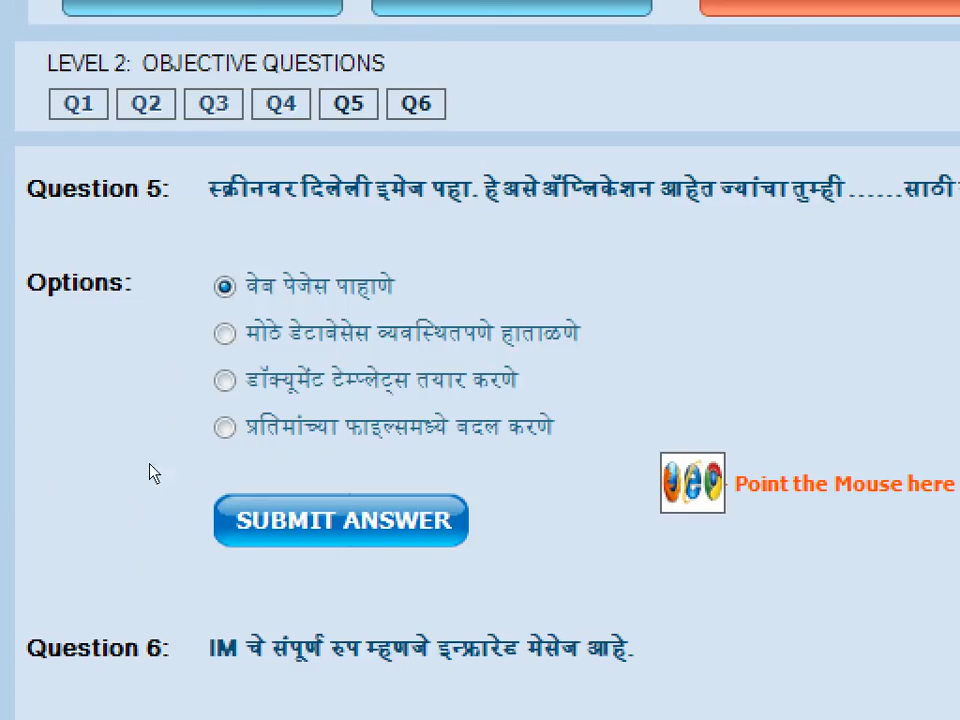 LEVEL 2: OBJECTIVE QUESTIONS
Q1 Q2 Q3 Q4 Q5 Q6
Question 5: स्क्रीनवर दिलेली इमेज पहा. हे असे ॲप्लिकेशन आहेत ज्यांचा तुम्ही ......साठी
Options: वेब पेजेस पाहाणे
मोठे डेटाबेसेस व्यवस्थितपणे हाताळणे
डॉक्यूमेंट टेम्प्लेट्स तयार करणे
प्रतिमांच्या फाइल्समध्ये बदल करणे
Point the Mouse here
SUBMIT ANSWER
Question 6: IM चे संपूर्ण रुप म्हणजे इन्फ्रारेड मेसेज आहे.